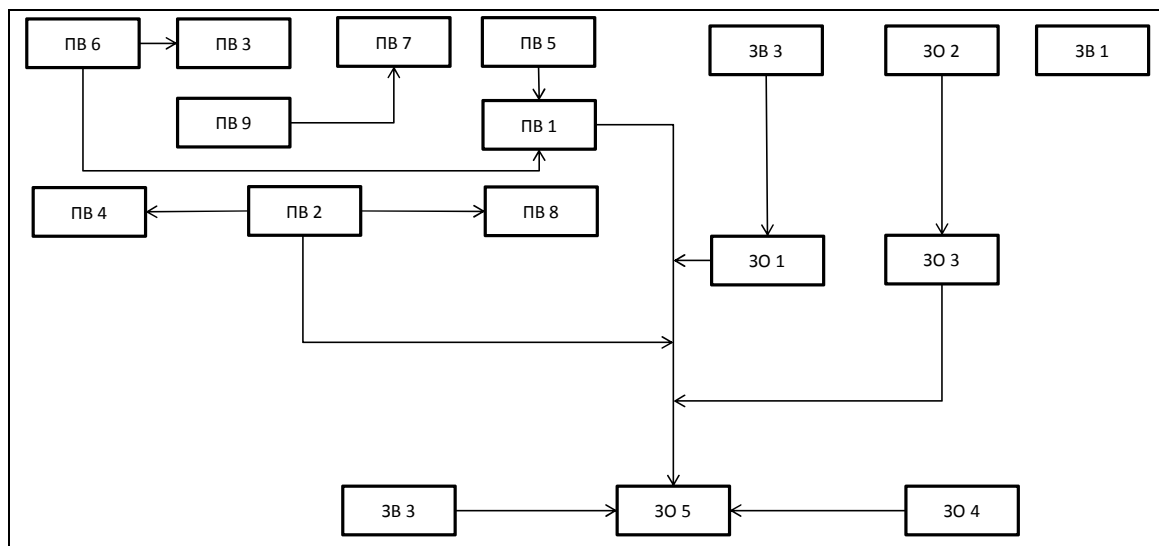 ПВ 6
ПВ 3
ПВ 7
ПВ 5
ЗВ 3
ЗО 2
ЗВ 1
ПВ 9
ПВ 1
ПВ 4
ПВ 2
ПВ 8
ЗО 1
ЗО 3
ЗВ 3
ЗО 5
ЗО 4